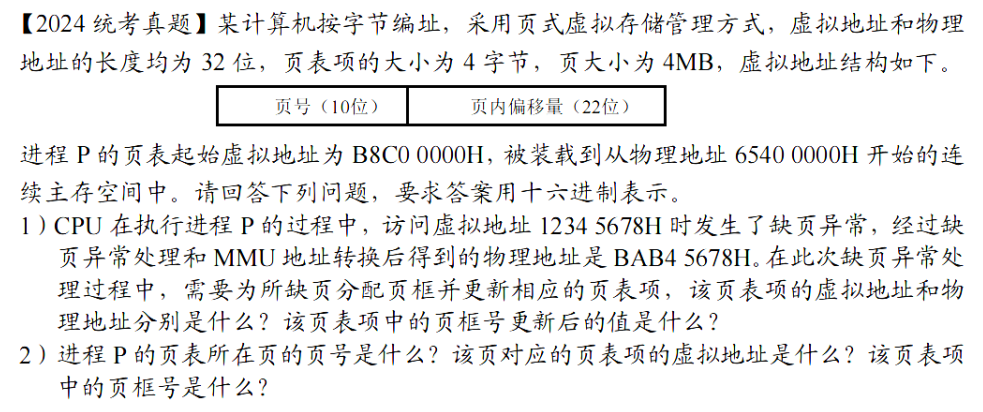 【2024 统考真题】某计算机按字节编址，采用页式虚拟存储管理方式，虚拟地址和物理
地址的长度均为 32 位，页表项的大小为 4 字节，页大小为 4MB，虚拟地址结构如下。
页号（10位） 页内偏移量（22位）
进程 P 的页表起始虚拟地址为 B8C0 0000H，被装载到从物理地址 6540 0000H 开始的连
续主存空间中。请回答下列问题，要求答案用十六进制表示。
1）CPU 在执行进程 P 的过程中，访问虚拟地址 1234 5678H 时发生了缺页异常，经过缺
页异常处理和 MMU 地址转换后得到的物理地址是 BAB4 5678H。在此次缺页异常处
理过程中，需要为所缺页分配页框并更新相应的页表项，该页表项的虚拟地址和物
理地址分别是什么？该页表项中的页框号更新后的值是什么？
2）进程 P 的页表所在页的页号是什么？该页对应的页表项的虚拟地址是什么？该页表项
中的页框号是什么？